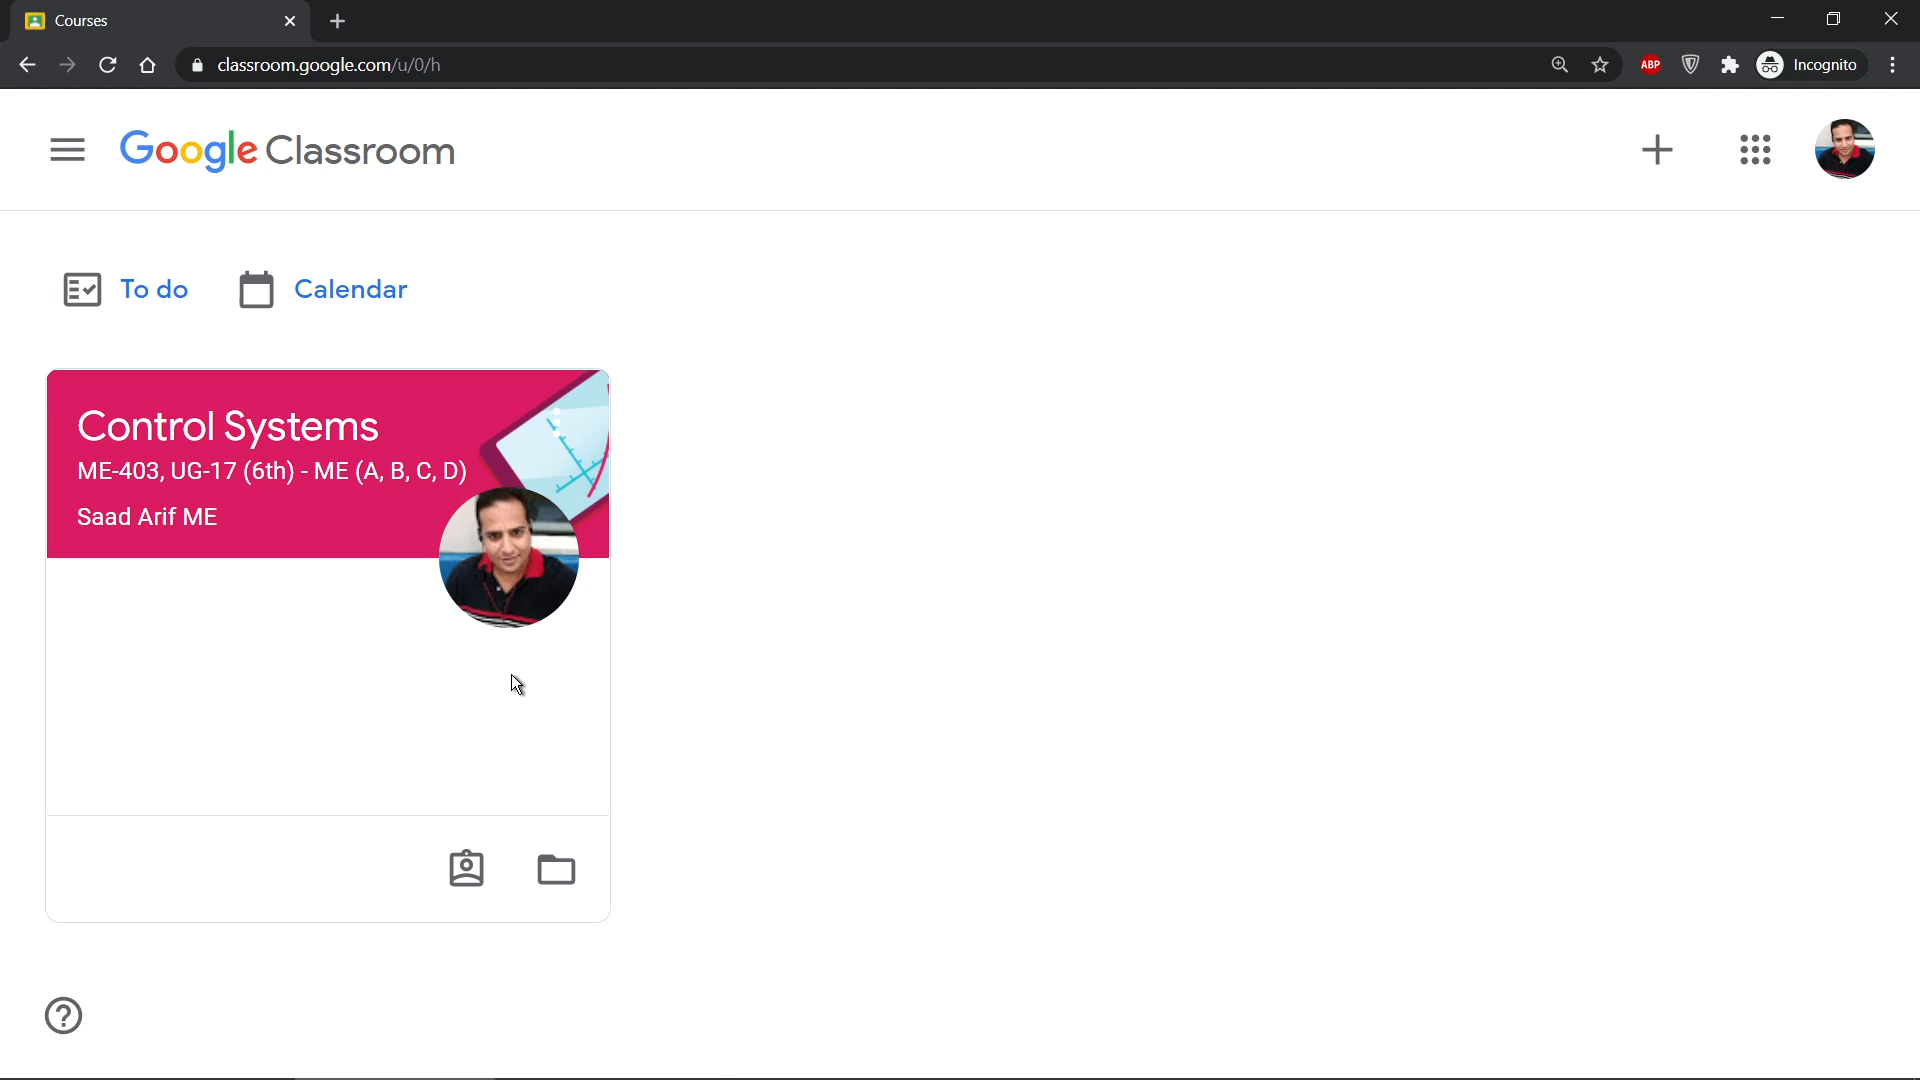 Courses
classroom.google.com/u/0/h
ABP
Incognito
Google Classroom
To do
Calendar
Control Systems
ME-403, UG-17 (6th) - ME (A, B, C, D)
Saad Arif ME